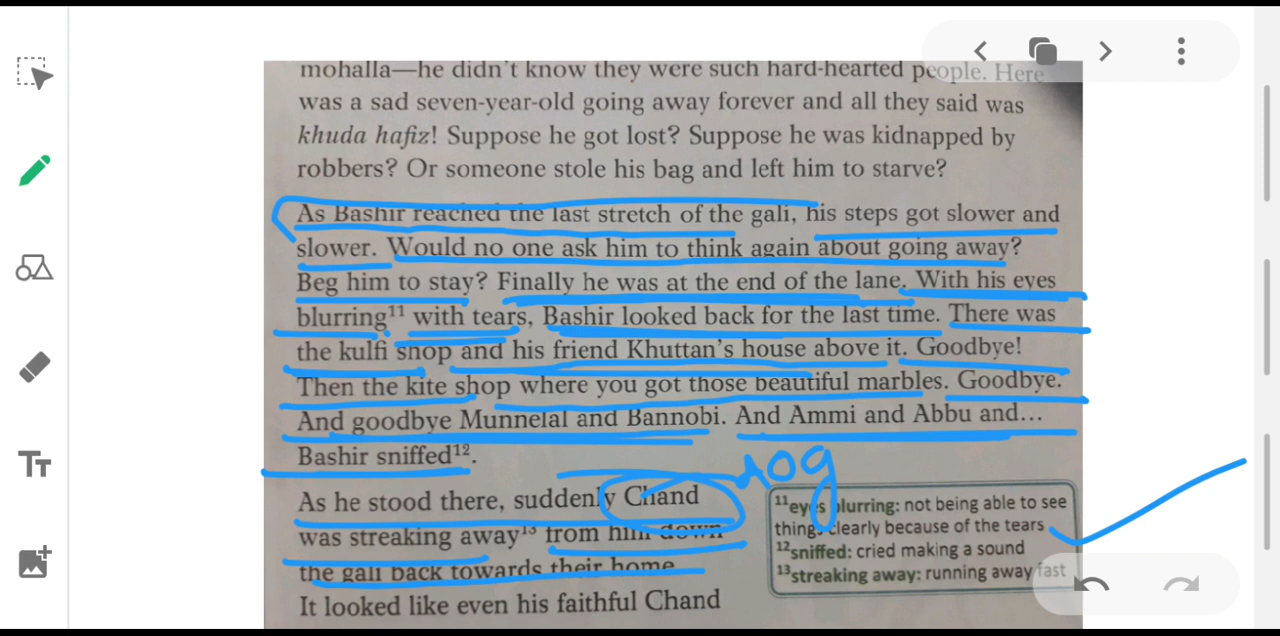 mohalla—he didn't know they were such hard-hearted people. Here
was a sad seven-year-old going away forever and all they said was
khuda hafiz! Suppose he got lost? Suppose he was kidnapped by
robbers? Or someone stole his bag and left him to starve?
As Bashir reached the last stretch of the gali, his steps got slower and
slower. Would no one ask him to think again about going away?
Beg him to stay? Finally he was at the end of the lane. With his eyes
blurring¹¹ with tears, Bashir looked back for the last time. There was
the kulfi shop and his friend Khuttan's house above it. Goodbye!
Then the kite shop where you got those beautiful marbles. Goodbye.
And goodbye Munnelal and Bannobi. And Ammi and Abbu and...
Bashir sniffed¹².
As he stood there, suddenly Chand
was streaking away¹³ from him down
the gali back towards their home.
It looked like even his faithful Chand
dog
¹¹eyes blurring: not being able to see
things clearly because of the tears
¹²sniffed: cried making a sound
¹³streaking away: running away fast
TT